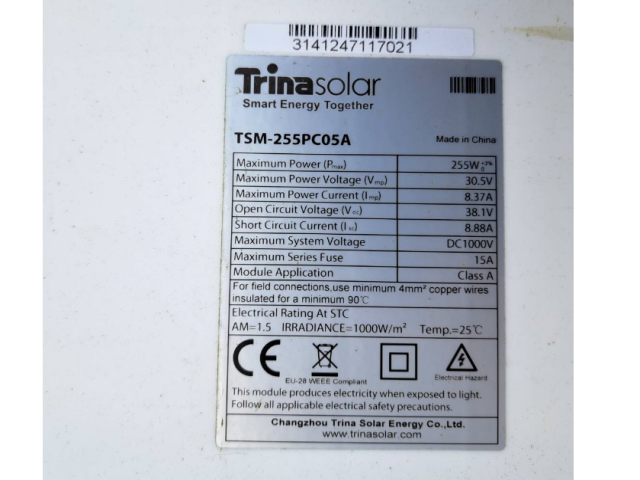 3141247117021
Trinasolar
Smart Energy Together
TSM-255PC05A
Made in China
Maximum Power (Pmax) 255W +3% 0
Maximum Power Voltage (Vmp) 30.5V
Maximum Power Current (Imp) 8.37A
Open Circuit Voltage (Voc) 38.1V
Short Circuit Current (Isc) 8.88A
Maximum System Voltage DC1000V
Maximum Series Fuse 15A
Module Application Class A
For field connections,use minimum 4mm² copper wires
insulated for a minimum 90℃
Electrical Rating At STC
AM=1.5 IRRADIANCE=1000W/m² Temp.=25℃
CE
EU-28 WEEE Compliant
Electrical Hazard
This module produces electricity when exposed to light.
Follow all applicable electrical safety precautions.
Changzhou Trina Solar Energy Co.,Ltd.
www.trinasolar.com